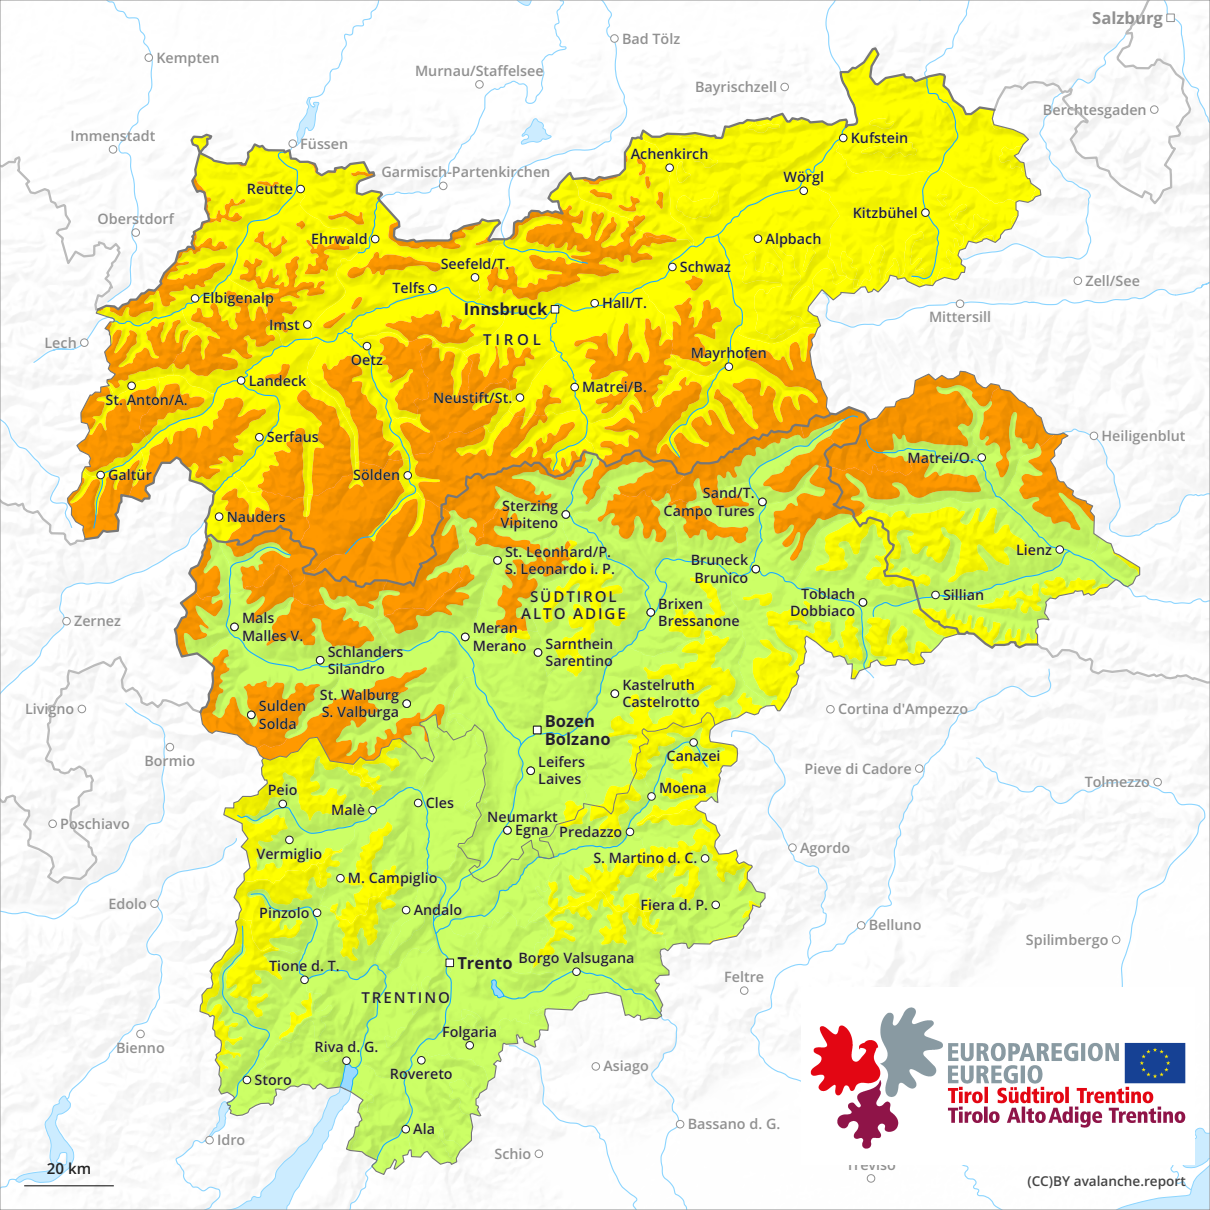 Salzburg
Bad Tölz
Kempten
Murnau/Staffelsee
Bayrischzell
Berchtesgaden
Immenstadt
Füssen
Kufstein
Achenkirch
Garmisch-Partenkirchen
Wörgl
Reutte
Oberstdorf
Kitzbühel
Ehrwald
Alpbach
Seefeld/T.
Schwaz
Zell/See
Telfs
Elbigenalp
Hall/T.
Innsbruck
Mittersill
Imst
TIROL
Lech
Oetz
Mayrhofen
Landeck
Matrei/B.
St. Anton/A.
Neustift/St.
Serfaus
Heiligenblut
Matrei/O.
Galtür
Sölden
Sand/T.
Campo Tures
Sterzing
Vipiteno
Nauders
St. Leonhard/P.
S. Leonardo i. P.
Lienz
Bruneck
Brunico
SÜDTIROL
ALTO ADIGE
Toblach
Dobbiaco
Sillian
Brixen
Bressanone
Zernez
Mals
Malles V.
Meran
Merano
Sarnthein
Sarentino
Schlanders
Silandro
Kastelruth
Castelrotto
St. Walburg
S. Valburga
Livigno
Sulden
Solda
Cortina d'Ampezzo
Bozen
Bolzano
Bormio
Canazei
Leifers
Laives
Pieve di Cadore
Tolmezzo
Peio
Moena
Malè
Cles
Neumarkt
Egna
Predazzo
Poschiavo
Vermiglio
Agordo
S. Martino d. C.
M. Campiglio
Edolo
Pinzolo
Andalo
Fiera d. P.
Belluno
Spilimbergo
Trento
Borgo Valsugana
Tione d. T.
Feltre
TRENTINO
Folgaria
Bienno
Riva d. G.
Rovereto
Asiago
Storo
EUROPAREGION
EUREGIO
Tirol Südtirol Trentino
Tirolo Alto Adige Trentino
Ala
Bassano d. G.
Idro
Schio
Treviso
20 km
(CC)BY avalanche.report